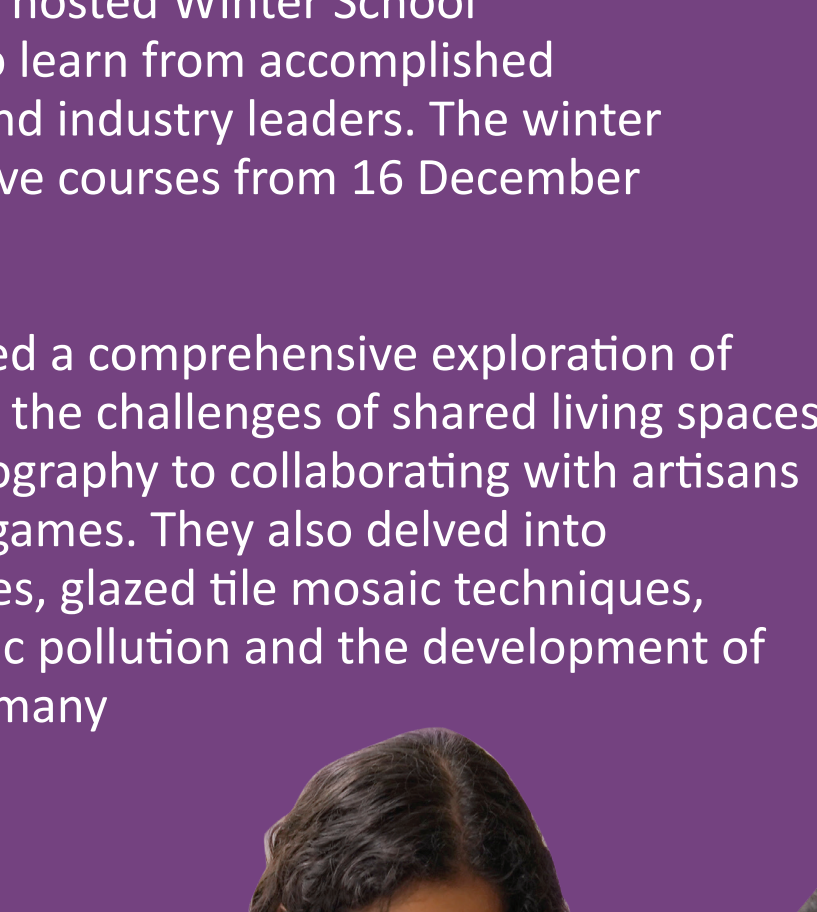 hosted Winter School
o learn from accomplished
nd industry leaders. The winter
ve courses from 16 December
ed a comprehensive exploration of
the challenges of shared living spaces
ography to collaborating with artisans
games. They also delved into
es, glazed tile mosaic techniques,
c pollution and the development of
many